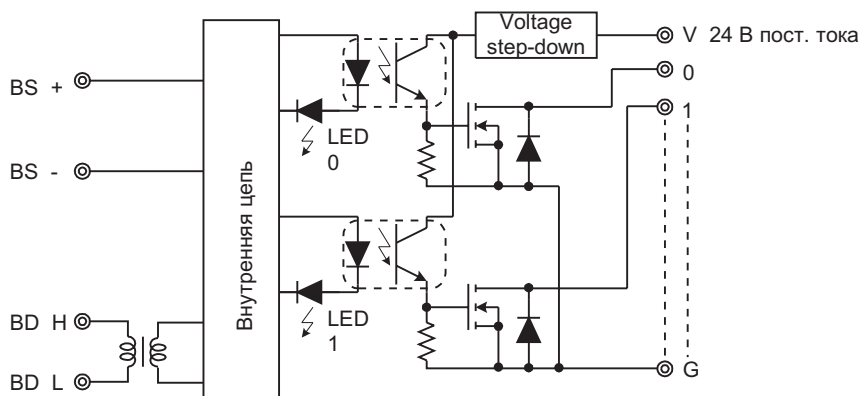 Voltage
step-down
V 24 В пост. тока
0
1
BS +
BS -
LED
0
Внутренняя цепь
LED
1
BD H
BD L
G